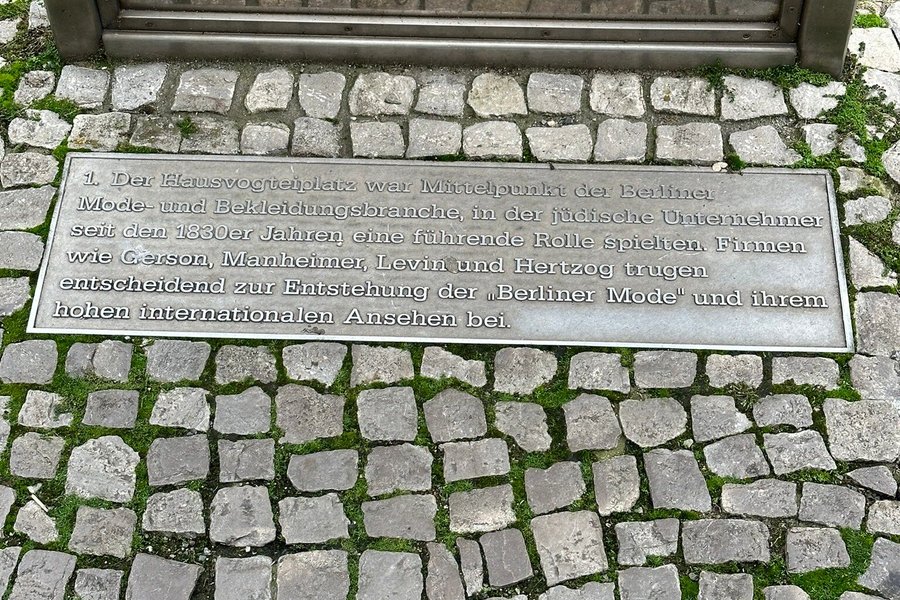 1. Der Hausvogteiplatz war Mittelpunkt der Berliner
Mode- und Bekleidungsbranche, in der jüdische Unternehmer
seit den 1830er Jahren eine führende Rolle spielten. Firmen
wie Gerson, Manheimer, Levin und Hertzog trugen
entscheidend zur Entstehung der „Berliner Mode" und ihrem
hohen internationalen Ansehen bei.